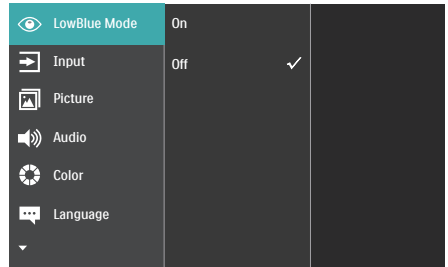 LowBlue Mode
On
Input
Off
Picture
Audio
Color
Language